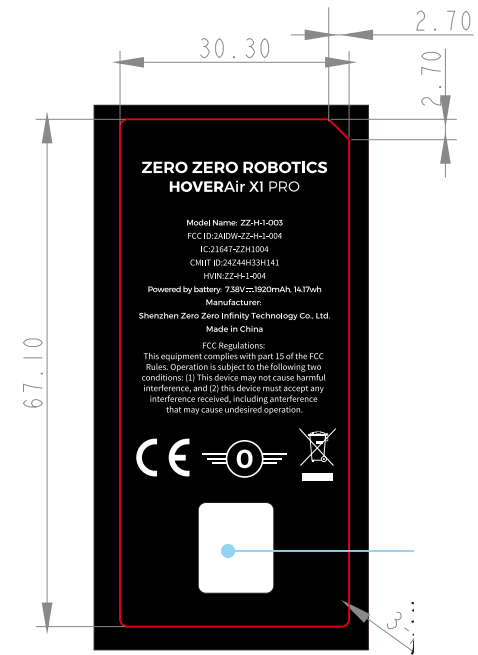 2.70
30.30
2.70
ZERO ZERO ROBOTICS
HOVERAir X1 PRO
Model Name: ZZ-H-1-003
FCC ID:2AIDW-ZZ-H-1-004
IC:21647-ZZH1004
CMIIT ID:24Z44H33H141
HVIN:ZZ-H-1-004
Powered by battery: 7.38V⎓1920mAh, 14.17wh
Manufacturer:
Shenzhen Zero Zero Infinity Technology Co., Ltd.
Made in China
FCC Regulations:
This equipment complies with part 15 of the FCC
Rules. Operation is subject to the following two
conditions: (1) This device may not cause harmful
interference, and (2) this device must accept any
interference received, including anterference
that may cause undesired operation.
67.10
CE
0